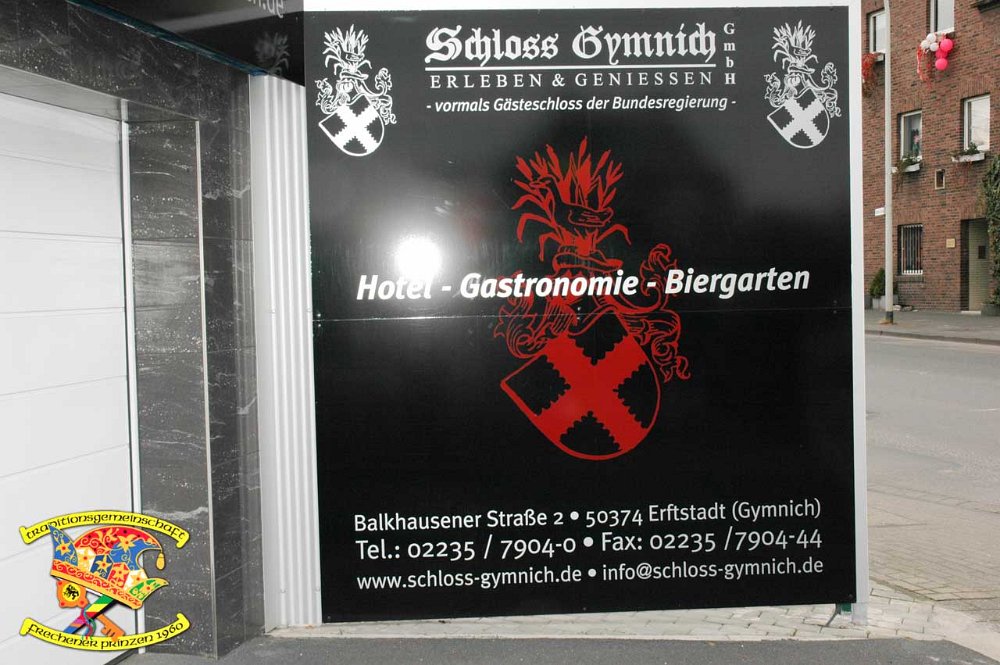 Schloss Gymnich GmbH
ERLEBEN & GENIESSEN
- vormals Gästeschloss der Bundesregierung -
Hotel - Gastronomie - Biergarten
Balkhausener Straße 2 • 50374 Erftstadt (Gymnich)
Tel.: 02235 / 7904-0 • Fax: 02235 /7904-44
www.schloss-gymnich.de • info@schloss-gymnich.de
traditionsgemeinschaft
frechener prinzen 1960